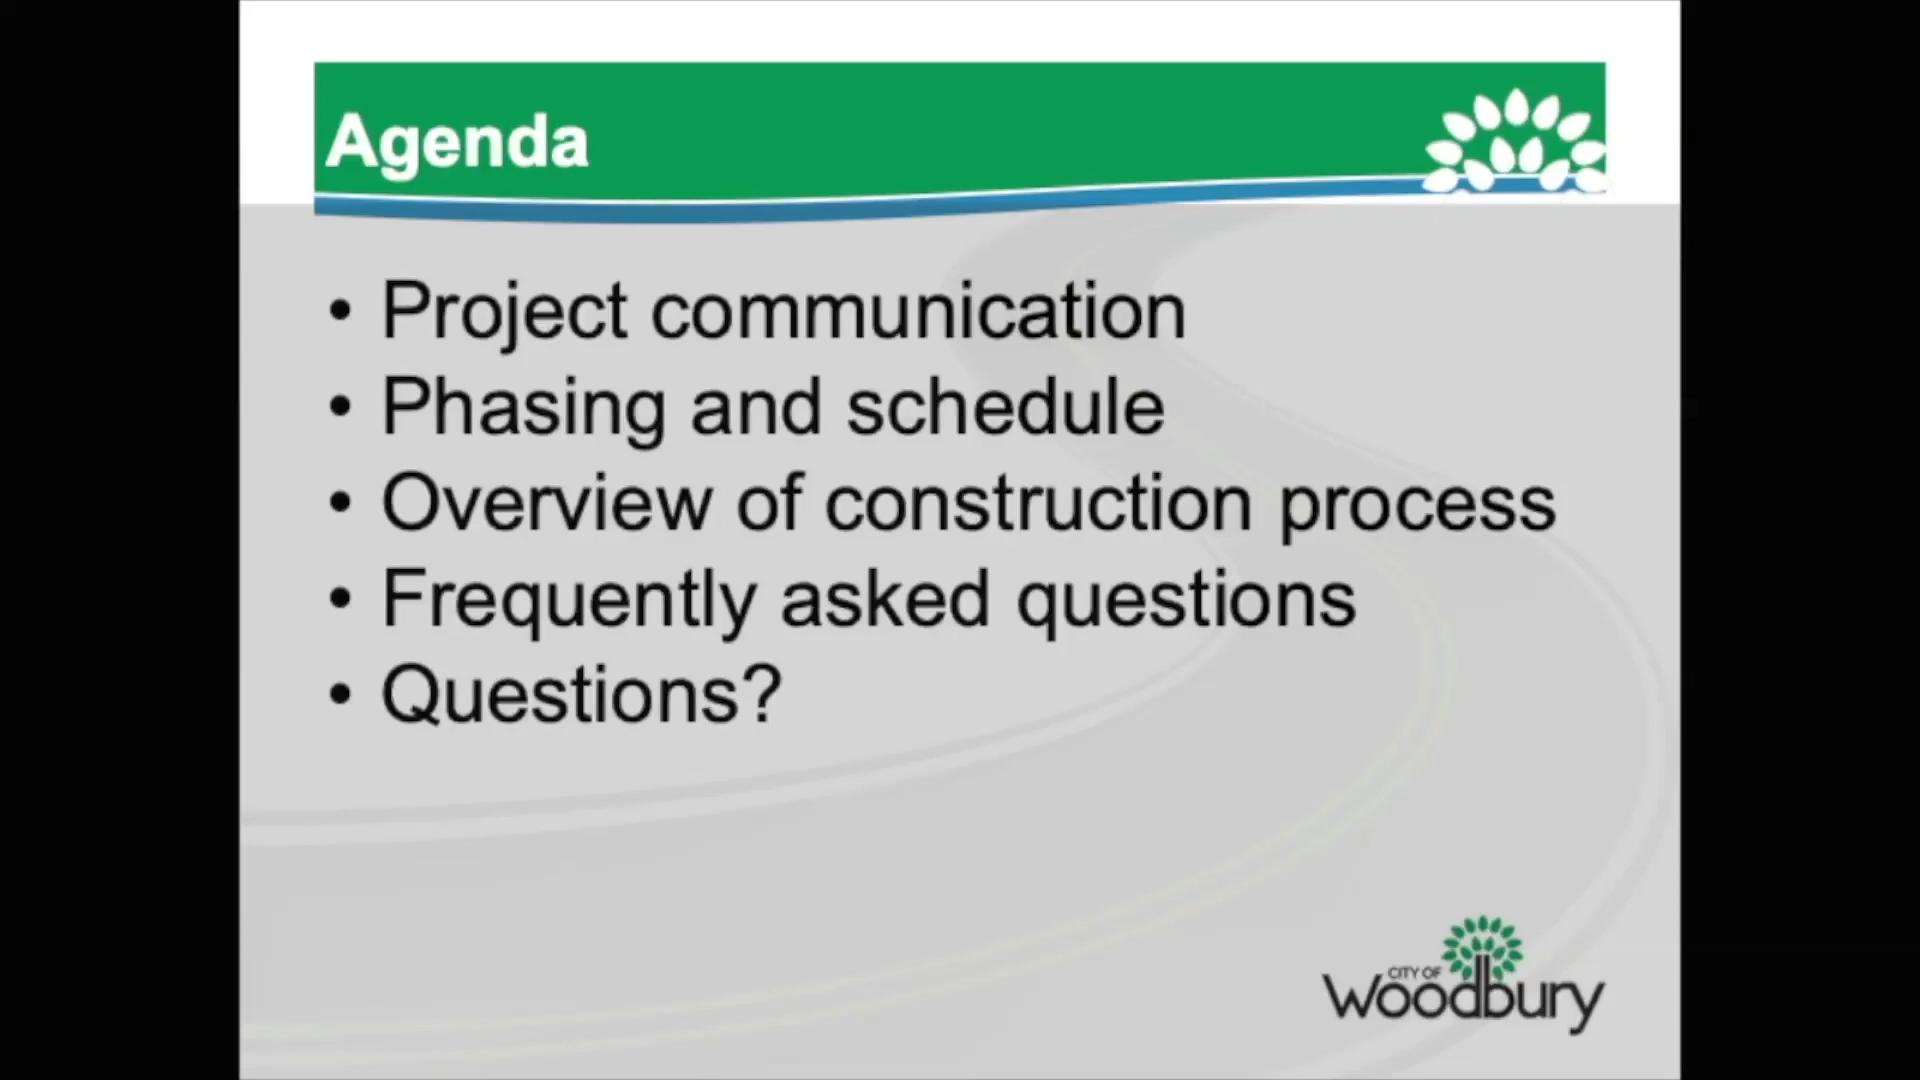 Agenda
• Project communication
• Phasing and schedule
• Overview of construction process
• Frequently asked questions
• Questions?
CITY OF
Woodbury